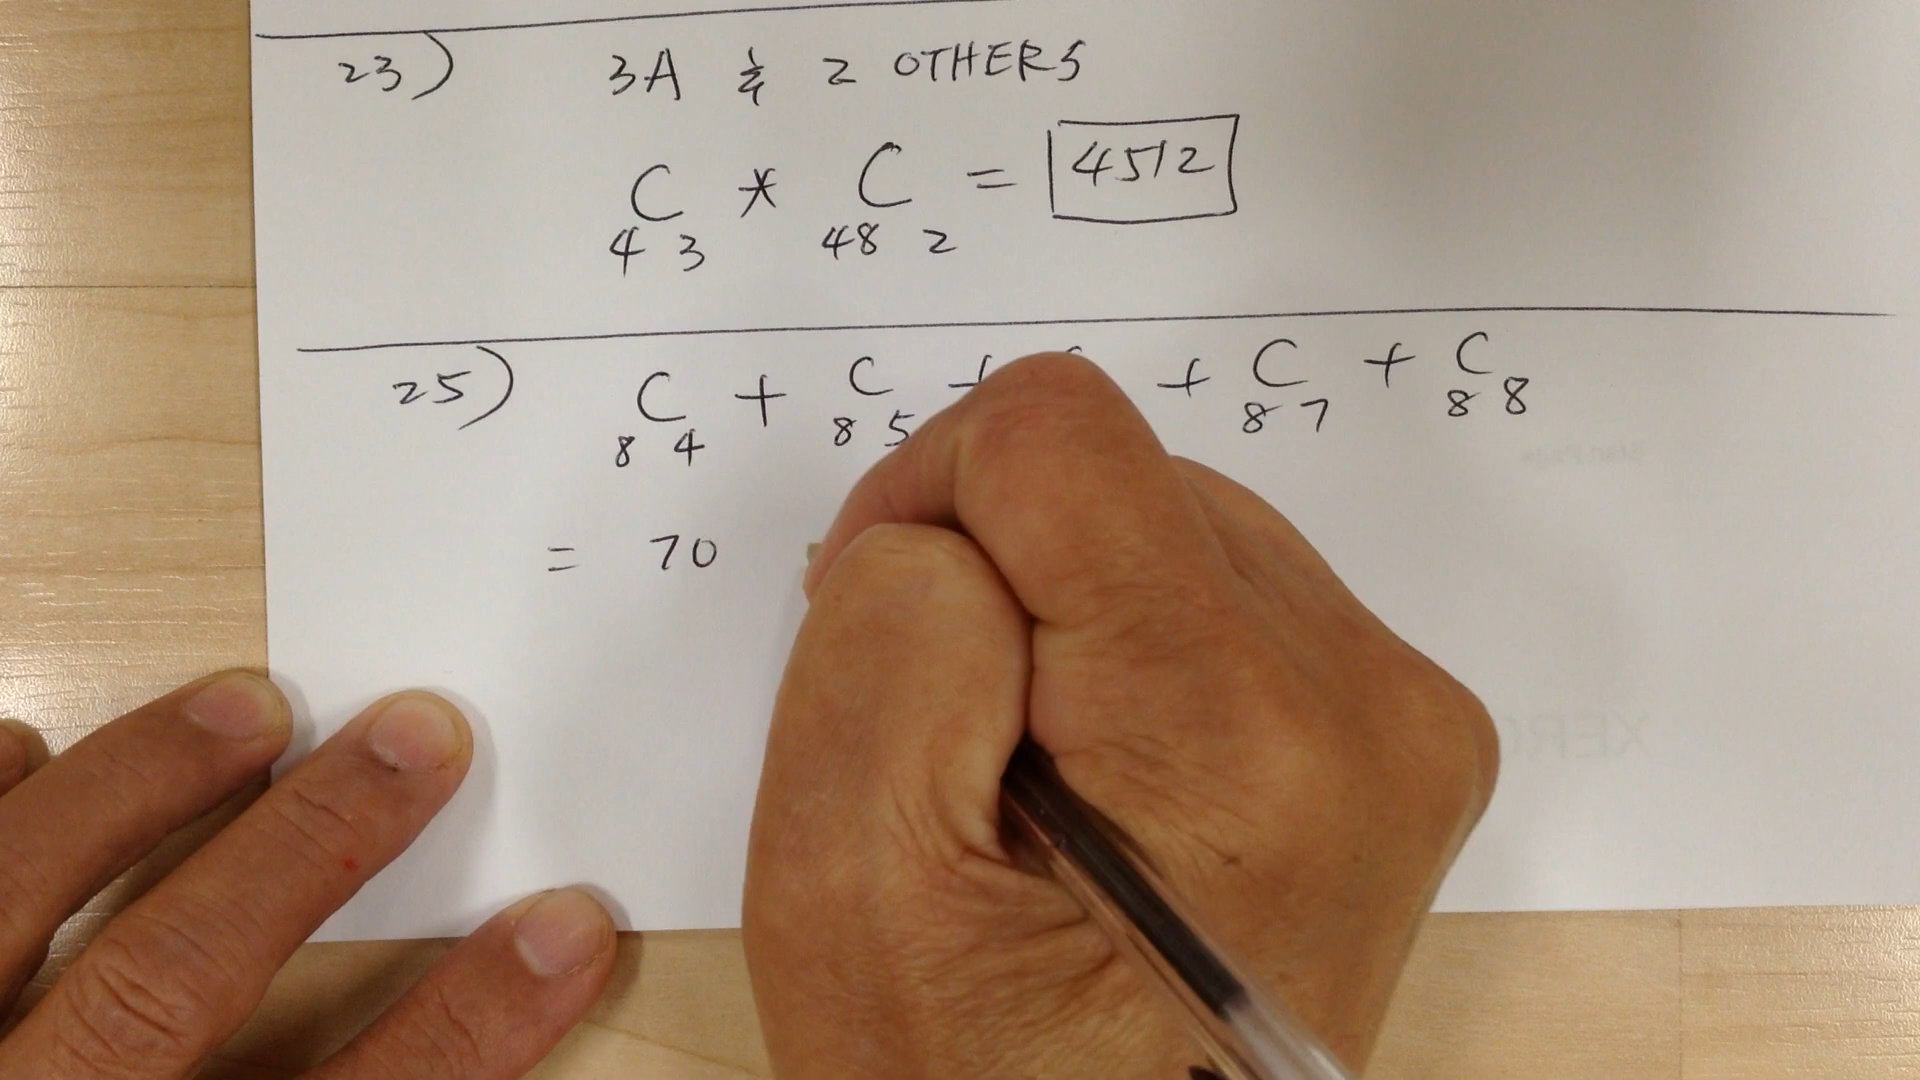 23) 3A & 2 OTHERS
C * C = 4512
4 3 48 2
25) C + C + + C + C
8 4 8 5 8 7 8 8
= 70